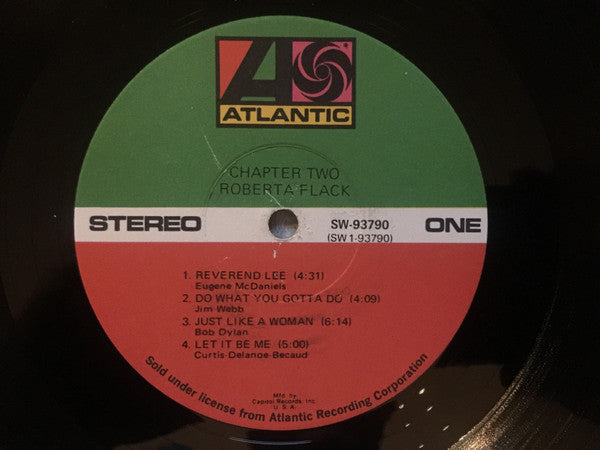 ATLANTIC
CHAPTER TWO
ROBERTA FLACK
STEREO
SW-93790
(SW 1-93790)
ONE
1. REVEREND LEE (4:31)
Eugene McDaniels
2. DO WHAT YOU GOTTA DO (4:09)
Jim Webb
3. JUST LIKE A WOMAN (6:14)
Bob Dylan
4. LET IT BE ME (5:00)
Curtis-Delanoe-Becaud
Mfd. by
Capitol Records, Inc.
U.S.A.
Sold under license from Atlantic Recording Corporation